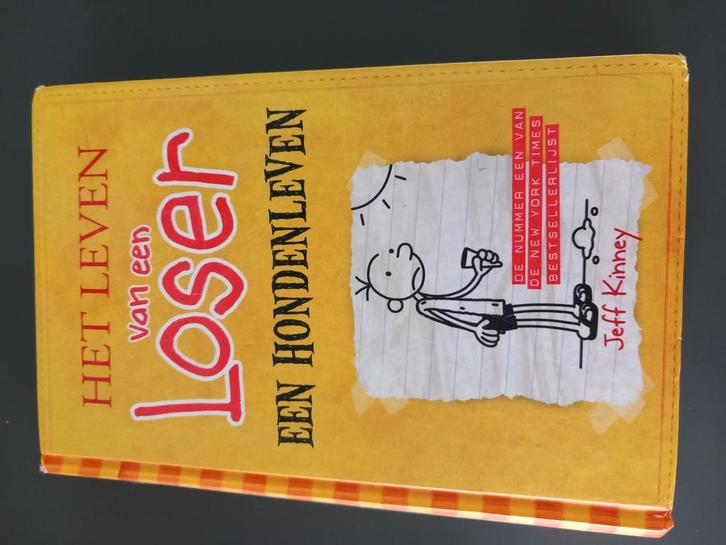 HET LEVEN
van een
Loser
EEN HONDENLEVEN
DE NUMMER EEN VAN
DE NEW YORK TIMES
BESTSELLERLIJST
Jeff Kinney